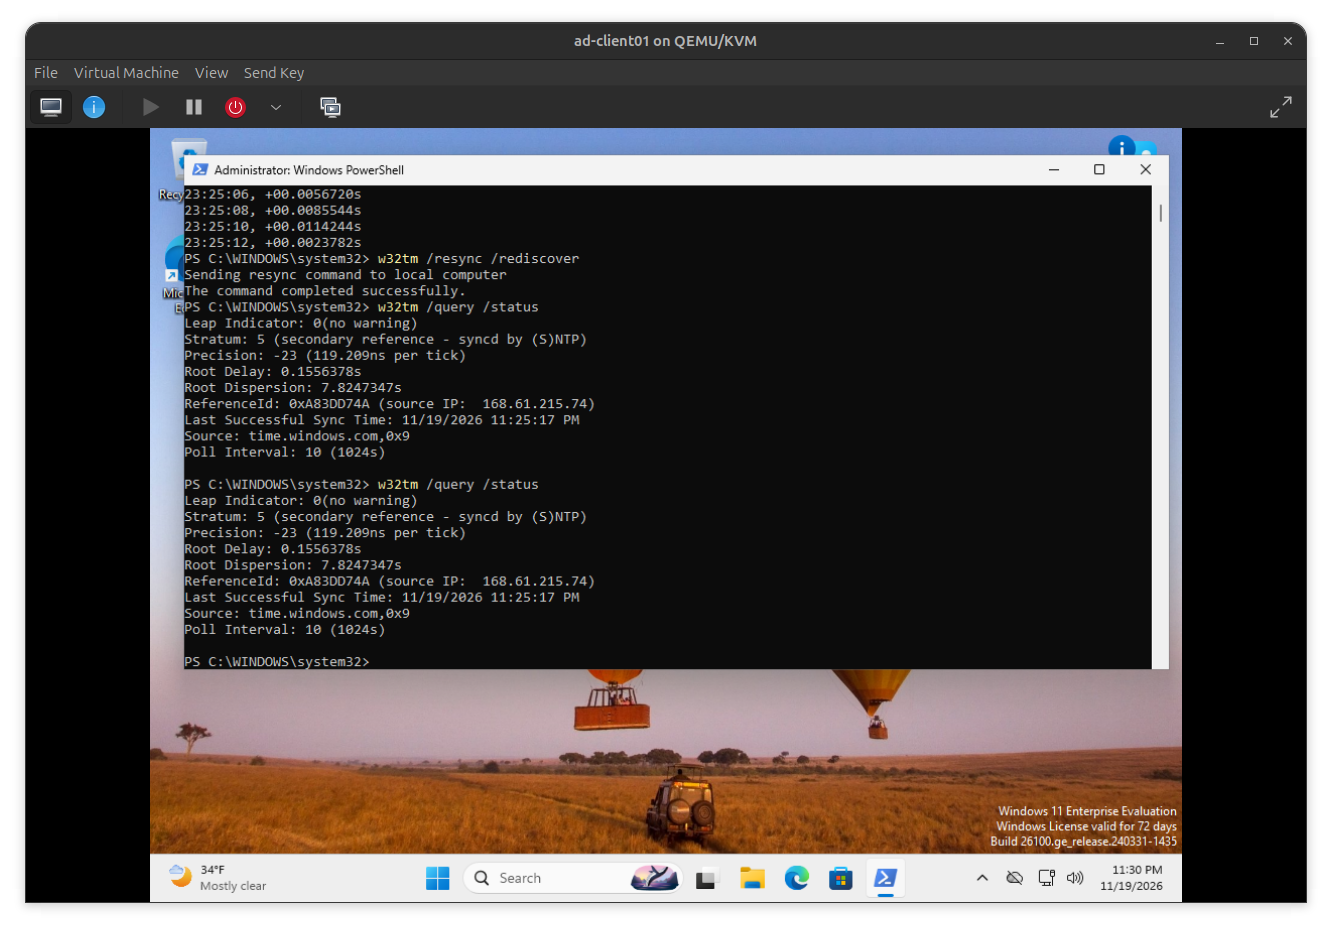 ad-client01 on QEMU/KVM
File Virtual Machine View Send Key
Administrator: Windows PowerShell
Recy
Mic
E
23:25:06, +00.0056720s
23:25:08, +00.0085544s
23:25:10, +00.0114244s
23:25:12, +00.0023782s
PS C:\WINDOWS\system32> w32tm /resync /rediscover
Sending resync command to local computer
The command completed successfully.
PS C:\WINDOWS\system32> w32tm /query /status
Leap Indicator: 0(no warning)
Stratum: 5 (secondary reference - syncd by (S)NTP)
Precision: -23 (119.209ns per tick)
Root Delay: 0.1556378s
Root Dispersion: 7.8247347s
ReferenceId: 0xA83DD74A (source IP:  168.61.215.74)
Last Successful Sync Time: 11/19/2026 11:25:17 PM
Source: time.windows.com,0x9
Poll Interval: 10 (1024s)
PS C:\WINDOWS\system32> w32tm /query /status
Leap Indicator: 0(no warning)
Stratum: 5 (secondary reference - syncd by (S)NTP)
Precision: -23 (119.209ns per tick)
Root Delay: 0.1556378s
Root Dispersion: 7.8247347s
ReferenceId: 0xA83DD74A (source IP:  168.61.215.74)
Last Successful Sync Time: 11/19/2026 11:25:17 PM
Source: time.windows.com,0x9
Poll Interval: 10 (1024s)
PS C:\WINDOWS\system32>
Windows 11 Enterprise Evaluation
Windows License valid for 72 days
Build 26100.ge_release.240331-1435
34°F
Mostly clear
Search
11:30 PM
11/19/2026